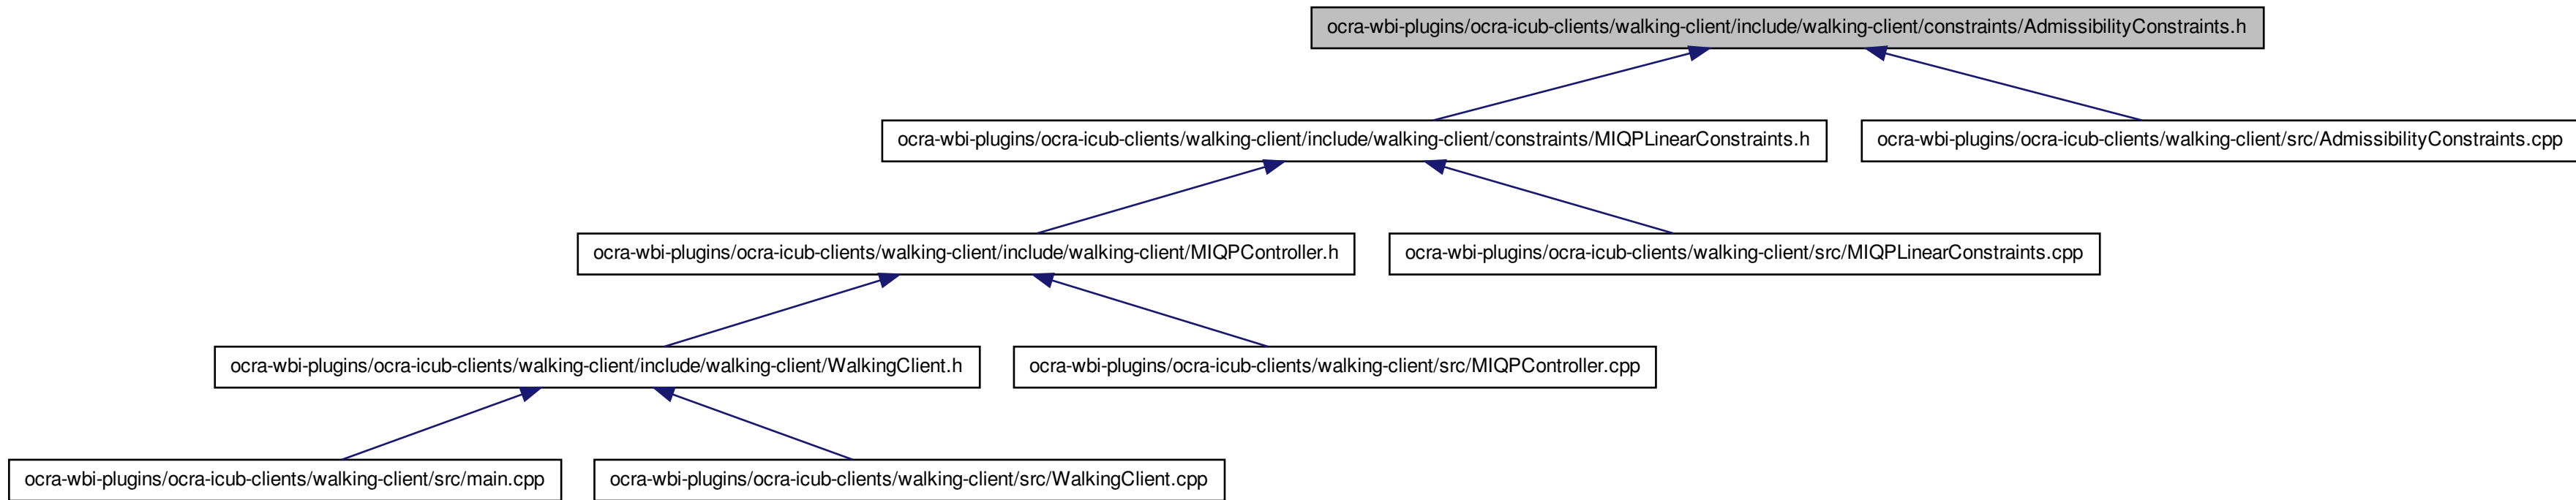 ocra-wbi-plugins/ocra-icub-clients/walking-client/include/walking-client/constraints/AdmissibilityConstraints.h
ocra-wbi-plugins/ocra-icub-clients/walking-client/include/walking-client/constraints/MIQPLinearConstraints.h
ocra-wbi-plugins/ocra-icub-clients/walking-client/src/AdmissibilityConstraints.cpp
ocra-wbi-plugins/ocra-icub-clients/walking-client/include/walking-client/MIQPController.h
ocra-wbi-plugins/ocra-icub-clients/walking-client/src/MIQPLinearConstraints.cpp
ocra-wbi-plugins/ocra-icub-clients/walking-client/include/walking-client/WalkingClient.h
ocra-wbi-plugins/ocra-icub-clients/walking-client/src/MIQPController.cpp
ocra-wbi-plugins/ocra-icub-clients/walking-client/src/main.cpp
ocra-wbi-plugins/ocra-icub-clients/walking-client/src/WalkingClient.cpp